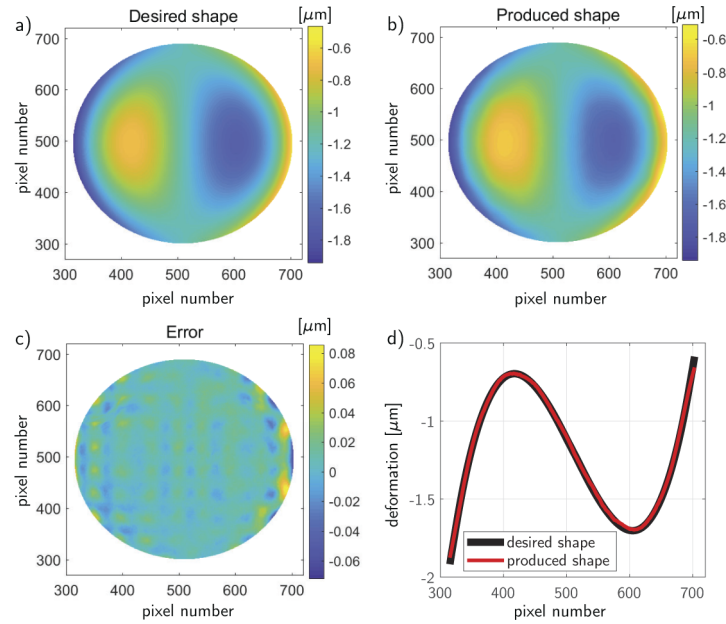 a)
Desired shape
[μm]
700
600
500
400
300
pixel number
300 400 500 600 700
pixel number
-0.6
-0.8
-1
-1.2
-1.4
-1.6
-1.8
b)
Produced shape
[μm]
700
600
500
400
300
pixel number
300 400 500 600 700
pixel number
-0.6
-0.8
-1
-1.2
-1.4
-1.6
-1.8
c)
Error
[μm]
700
600
500
400
300
pixel number
300 400 500 600 700
pixel number
0.08
0.06
0.04
0.02
0
-0.02
-0.04
-0.06
d)
-0.5
-1
-1.5
-2
deformation [μm]
desired shape
produced shape
300 400 500 600 700
pixel number